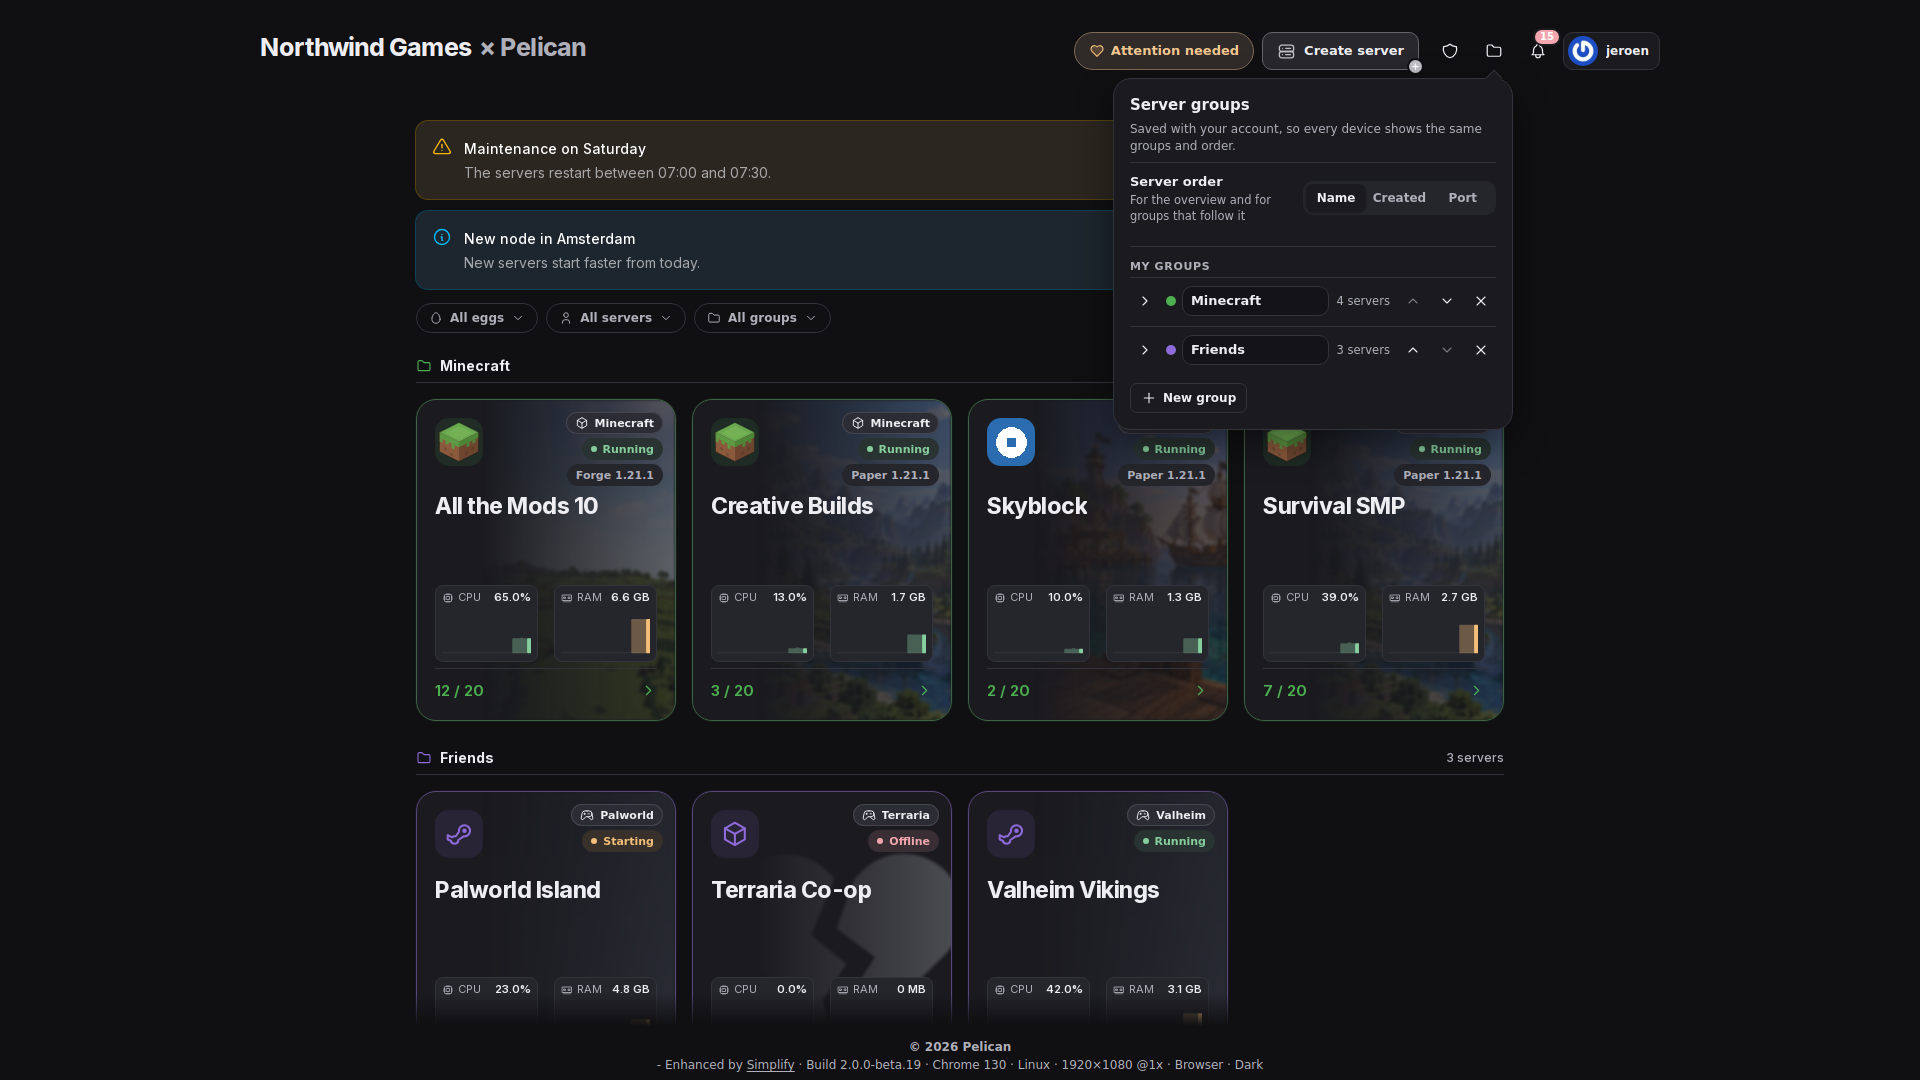 Northwind Games × Pelican
Attention needed
Create server
15
jeroen
Server groups
Saved with your account, so every device shows the same
groups and order.
Server order
For the overview and for
groups that follow it
Name
Created
Port
MY GROUPS
Minecraft
4 servers
Friends
3 servers
New group
Maintenance on Saturday
The servers restart between 07:00 and 07:30.
New node in Amsterdam
New servers start faster from today.
All eggs
All servers
All groups
Minecraft
Minecraft
Running
Forge 1.21.1
All the Mods 10
CPU 65.0%
RAM 6.6 GB
12 / 20
Minecraft
Running
Paper 1.21.1
Creative Builds
CPU 13.0%
RAM 1.7 GB
3 / 20
Running
Paper 1.21.1
Skyblock
CPU 10.0%
RAM 1.3 GB
2 / 20
Running
Paper 1.21.1
Survival SMP
CPU 39.0%
RAM 2.7 GB
7 / 20
Friends
3 servers
Palworld
Starting
Palworld Island
CPU 23.0%
RAM 4.8 GB
Terraria
Offline
Terraria Co-op
CPU 0.0%
RAM 0 MB
Valheim
Running
Valheim Vikings
CPU 42.0%
RAM 3.1 GB
© 2026 Pelican
- Enhanced by Simplify · Build 2.0.0-beta.19 · Chrome 130 · Linux · 1920×1080 @1x · Browser · Dark